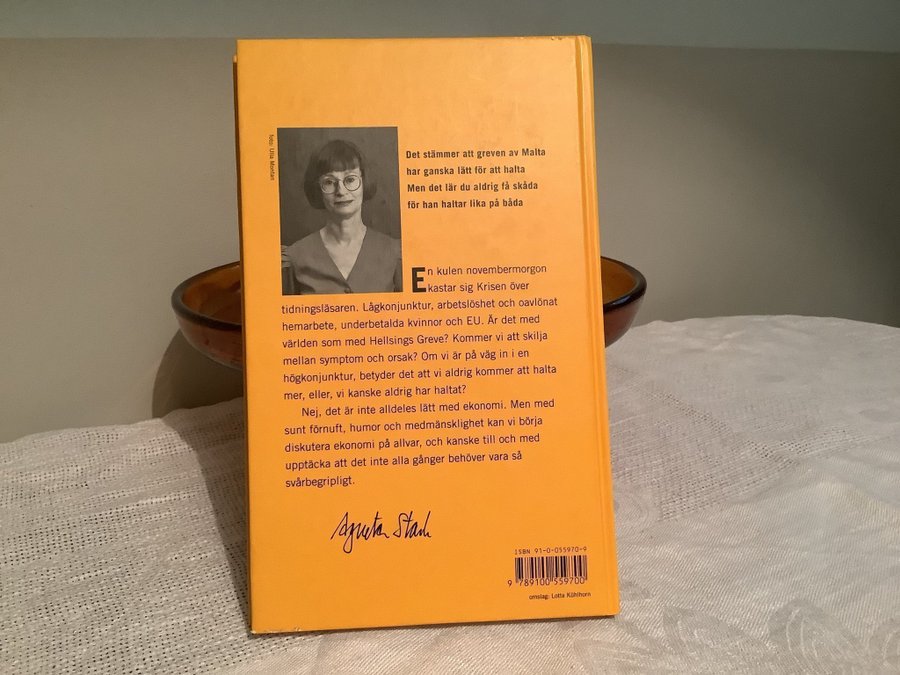 foto: Ulla Montan
Det stämmer att greven av Malta
har ganska lätt för att halta
Men det lär du aldrig få skåda
för han haltar lika på båda
En kulen novembermorgon
kastar sig Krisen över
tidningsläsaren. Lågkonjunktur, arbetslöshet och oavlönat
hemarbete, underbetalda kvinnor och EU. Är det med
världen som med Hellsings Greve? Kommer vi att skilja
mellan symptom och orsak? Om vi är på väg in i en
högkonjunktur, betyder det att vi aldrig kommer att halta
mer, eller, vi kanske aldrig har haltat?
Nej, det är inte alldeles lätt med ekonomi. Men med
sunt förnuft, humor och medmänsklighet kan vi börja
diskutera ekonomi på allvar, och kanske till och med
upptäcka att det inte alla gånger behöver vara så
svårbegripligt.
Agneta Stark
ISBN 91-0-055970-9
9 789100 559700
omslag: Lotta Kühlhorn